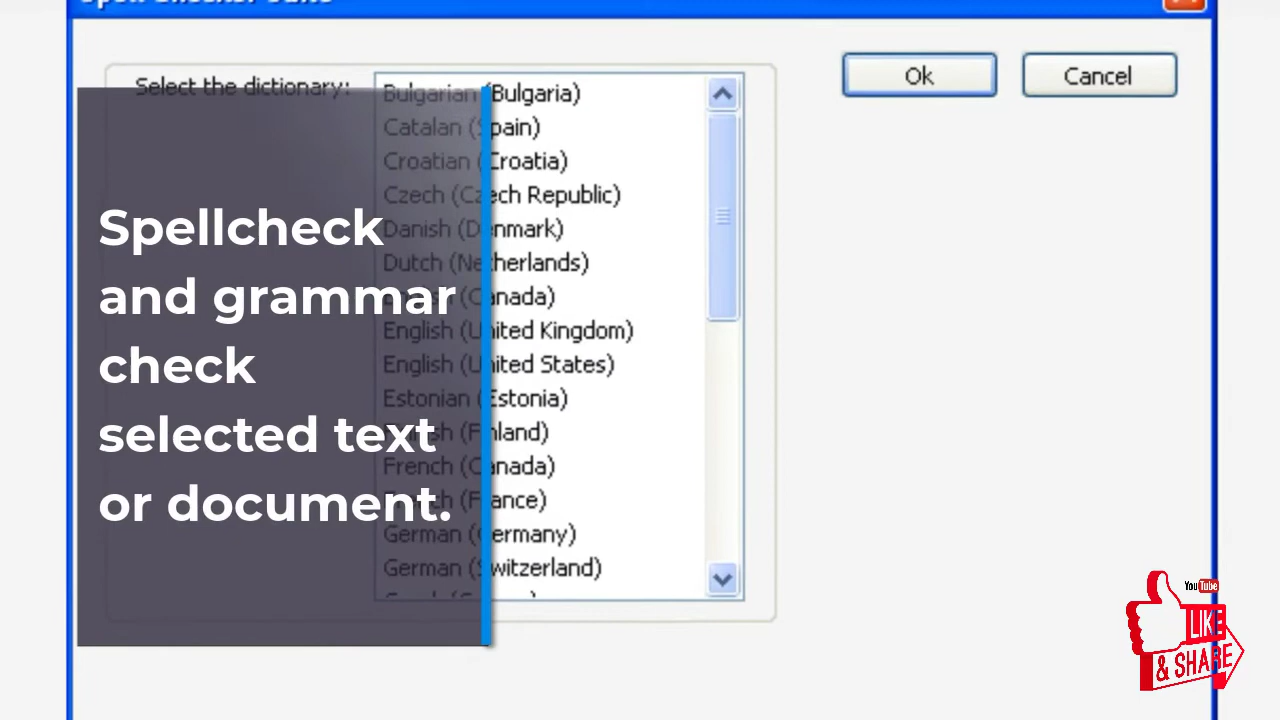 Select the dictionary:
Ok
Cancel
Bulgarian (Bulgaria)
Catalan (Spain)
Croatian (Croatia)
Czech (Czech Republic)
Danish (Denmark)
Dutch (Netherlands)
English (Canada)
English (United Kingdom)
English (United States)
Estonian (Estonia)
Finnish (Finland)
French (Canada)
French (France)
German (Germany)
German (Switzerland)
Spellcheck
and grammar
check
selected text
or document.
YouTube
LIKE
& SHARE